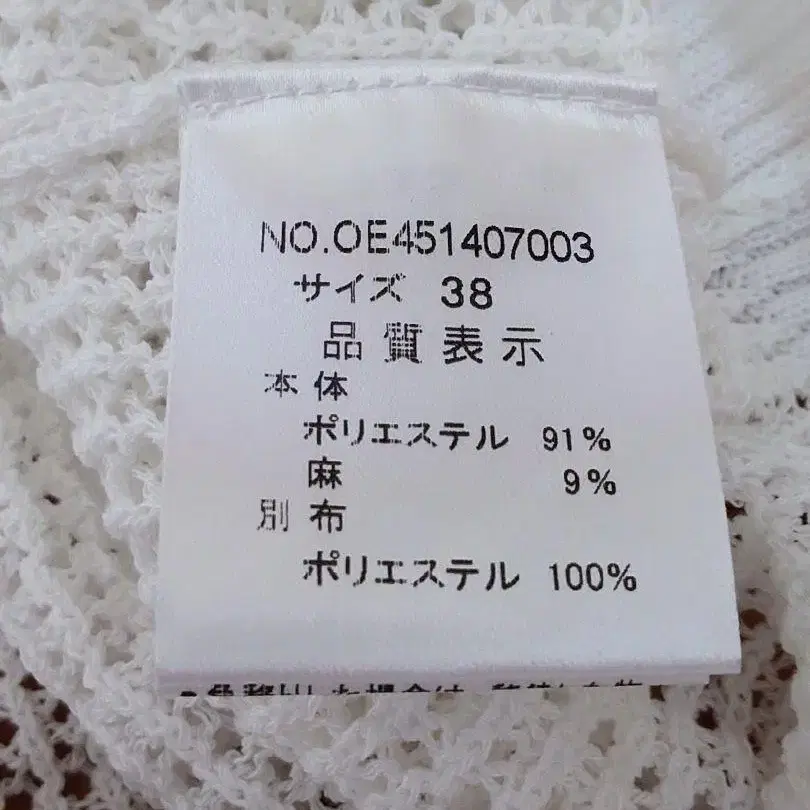 NO.OE451407003
サイズ 38
品質表示
本体
ポリエステル 91%
麻 9%
別布
ポリエステル 100%